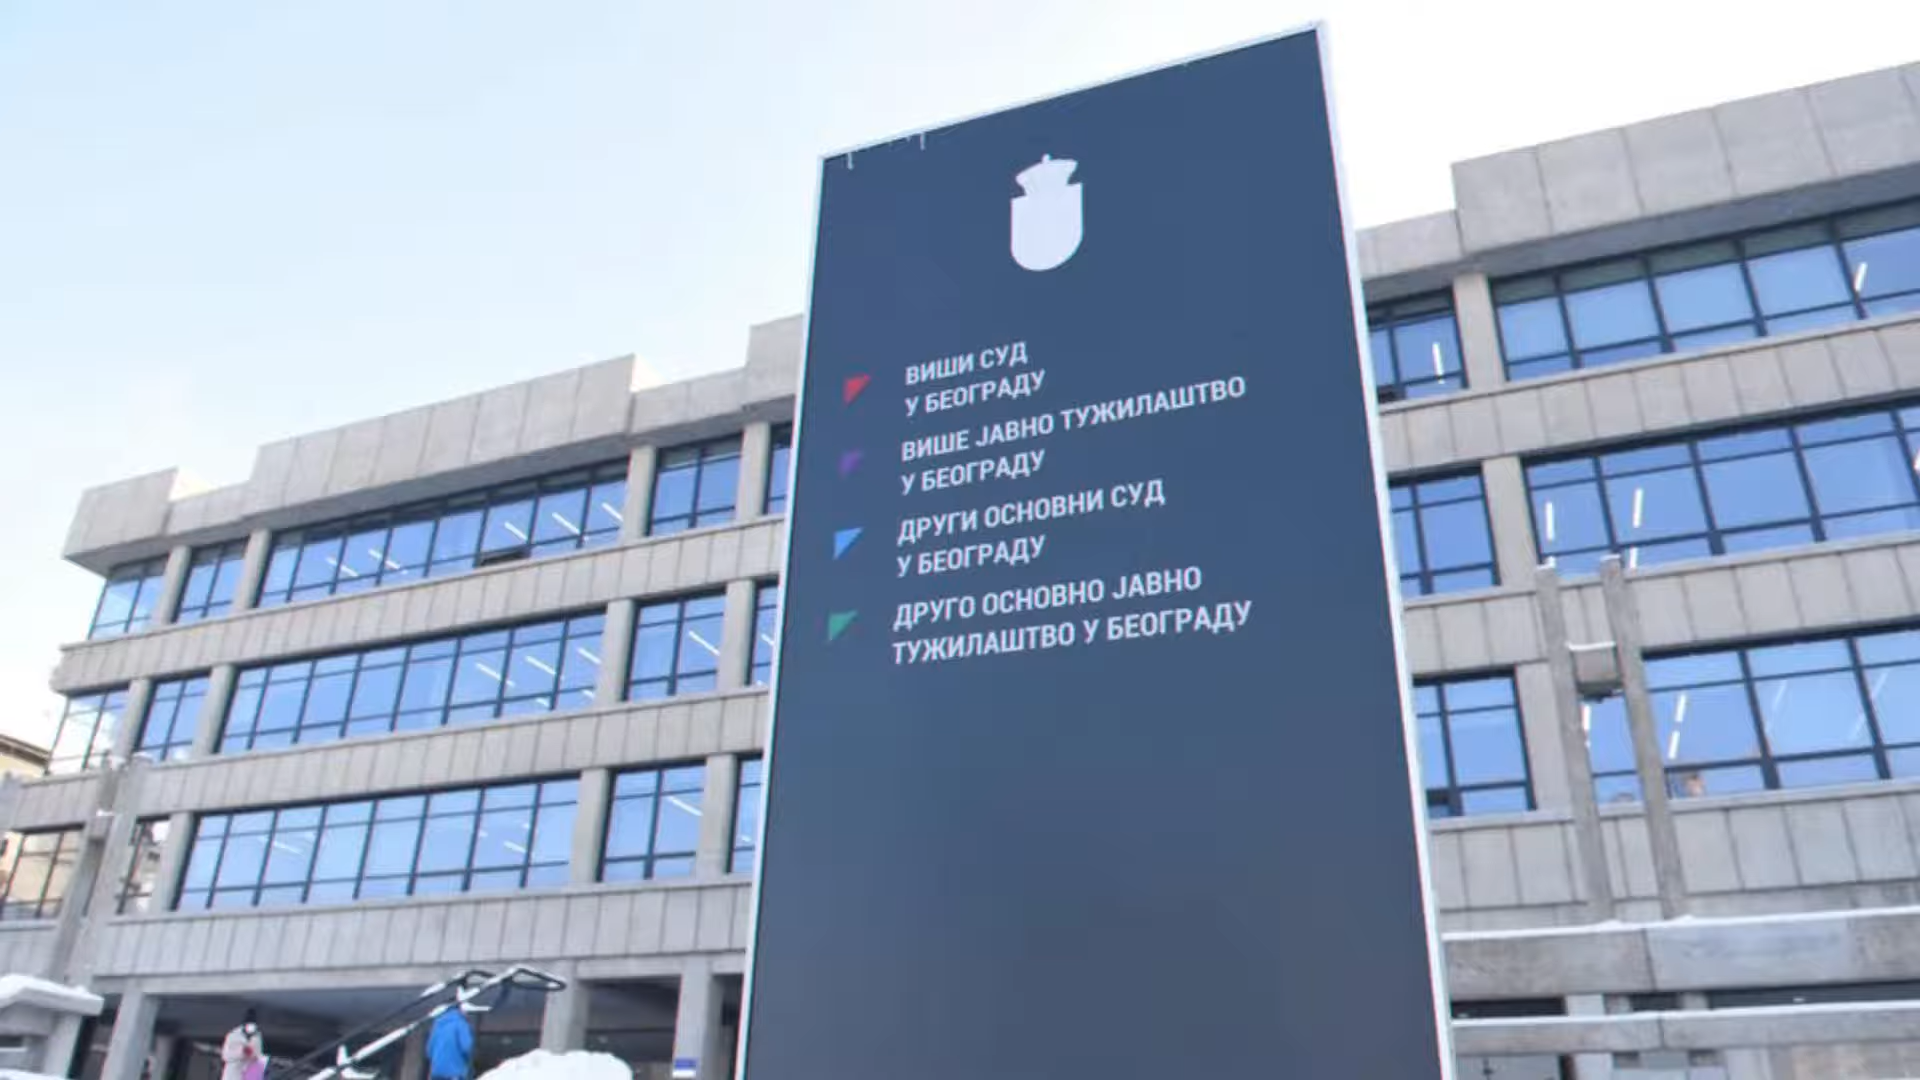 ВИШИ СУД
У БЕОГРАДУ
ВИШЕ ЈАВНО ТУЖИЛАШТВО
У БЕОГРАДУ
ДРУГИ ОСНОВНИ СУД
У БЕОГРАДУ
ДРУГО ОСНОВНО ЈАВНО
ТУЖИЛАШТВО У БЕОГРАДУ